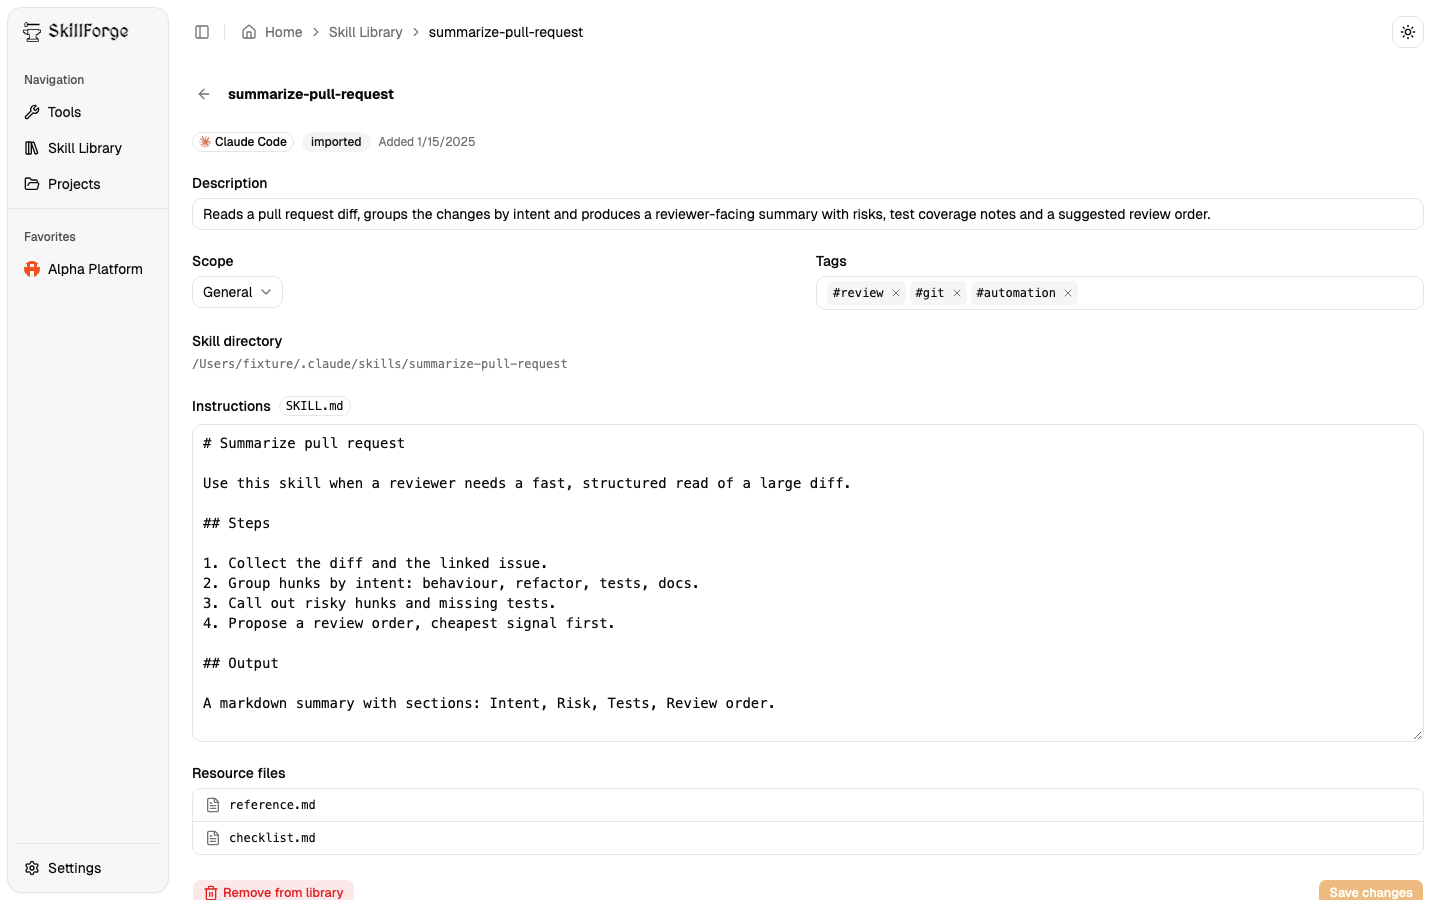 SkillForge
Home > Skill Library > summarize-pull-request
Navigation
Tools
Skill Library
Projects
Favorites
Alpha Platform
Settings
summarize-pull-request
Claude Code imported Added 1/15/2025
Description
Reads a pull request diff, groups the changes by intent and produces a reviewer-facing summary with risks, test coverage notes and a suggested review order.
Scope
General
Tags
#review #git #automation
Skill directory
/Users/fixture/.claude/skills/summarize-pull-request
Instructions SKILL.md
# Summarize pull request
Use this skill when a reviewer needs a fast, structured read of a large diff.
## Steps
1. Collect the diff and the linked issue.
2. Group hunks by intent: behaviour, refactor, tests, docs.
3. Call out risky hunks and missing tests.
4. Propose a review order, cheapest signal first.
## Output
A markdown summary with sections: Intent, Risk, Tests, Review order.
Resource files
reference.md
checklist.md
Remove from library
Save changes